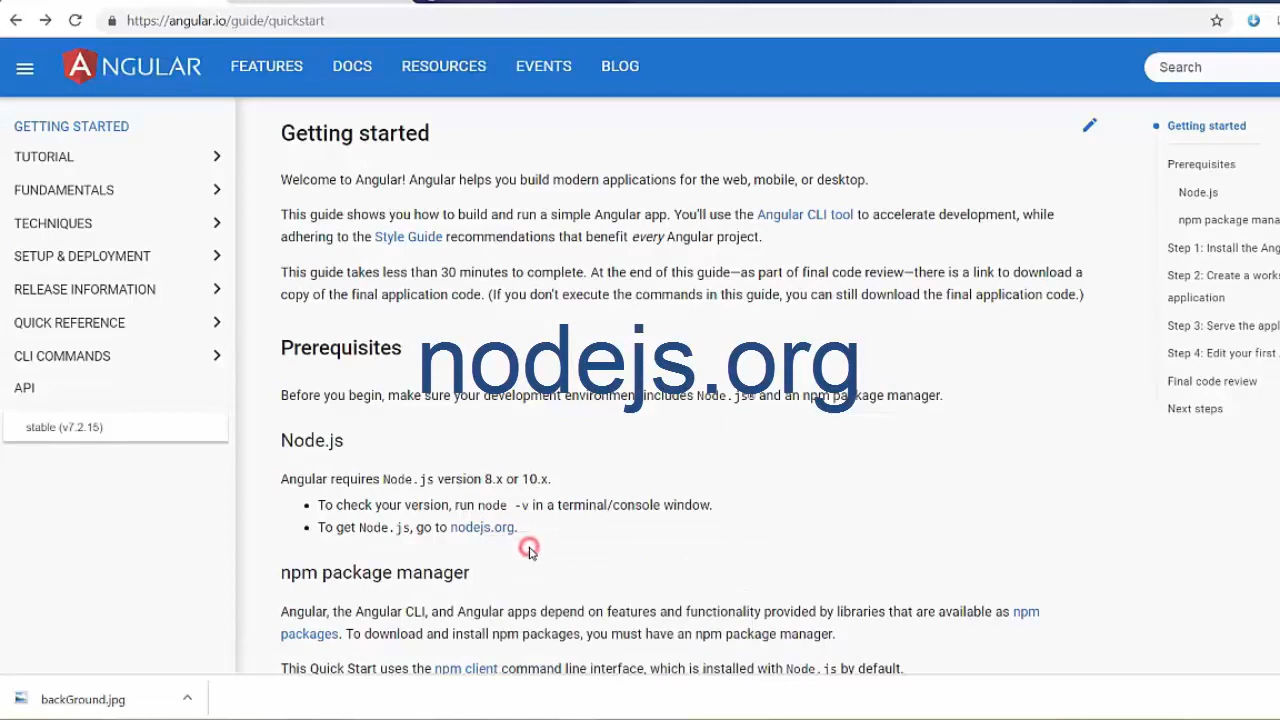 https://angular.io/guide/quickstart
ANGULAR
FEATURES
DOCS
RESOURCES
EVENTS
BLOG
Search
GETTING STARTED
TUTORIAL
FUNDAMENTALS
TECHNIQUES
SETUP & DEPLOYMENT
RELEASE INFORMATION
QUICK REFERENCE
CLI COMMANDS
API
stable (v7.2.15)
Getting started
Welcome to Angular! Angular helps you build modern applications for the web, mobile, or desktop.
This guide shows you how to build and run a simple Angular app. You'll use the Angular CLI tool to accelerate development, while
adhering to the Style Guide recommendations that benefit every Angular project.
This guide takes less than 30 minutes to complete. At the end of this guide—as part of final code review—there is a link to download a
copy of the final application code. (If you don't execute the commands in this guide, you can still download the final application code.)
Prerequisites
nodejs.org
Before you begin, make sure your development environment includes Node.js® and an npm package manager.
Node.js
Angular requires Node.js version 8.x or 10.x.
• To check your version, run node -v in a terminal/console window.
• To get Node.js, go to nodejs.org.
npm package manager
Angular, the Angular CLI, and Angular apps depend on features and functionality provided by libraries that are available as npm
packages. To download and install npm packages, you must have an npm package manager.
This Quick Start uses the npm client command line interface, which is installed with Node.js by default.
Getting started
Prerequisites
Node.js
npm package mana
Step 1: Install the Ang
Step 2: Create a works
application
Step 3: Serve the appl
Step 4: Edit your first
Final code review
Next steps
backGround.jpg